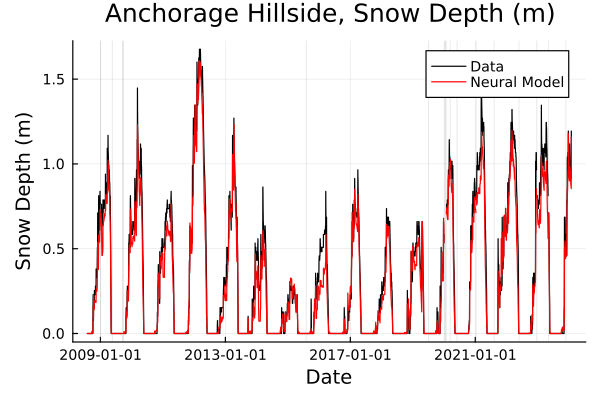 Anchorage Hillside, Snow Depth (m)
Data
Neural Model
Snow Depth (m)
1.5
1.0
0.5
0.0
2009-01-01 2013-01-01 2017-01-01 2021-01-01
Date